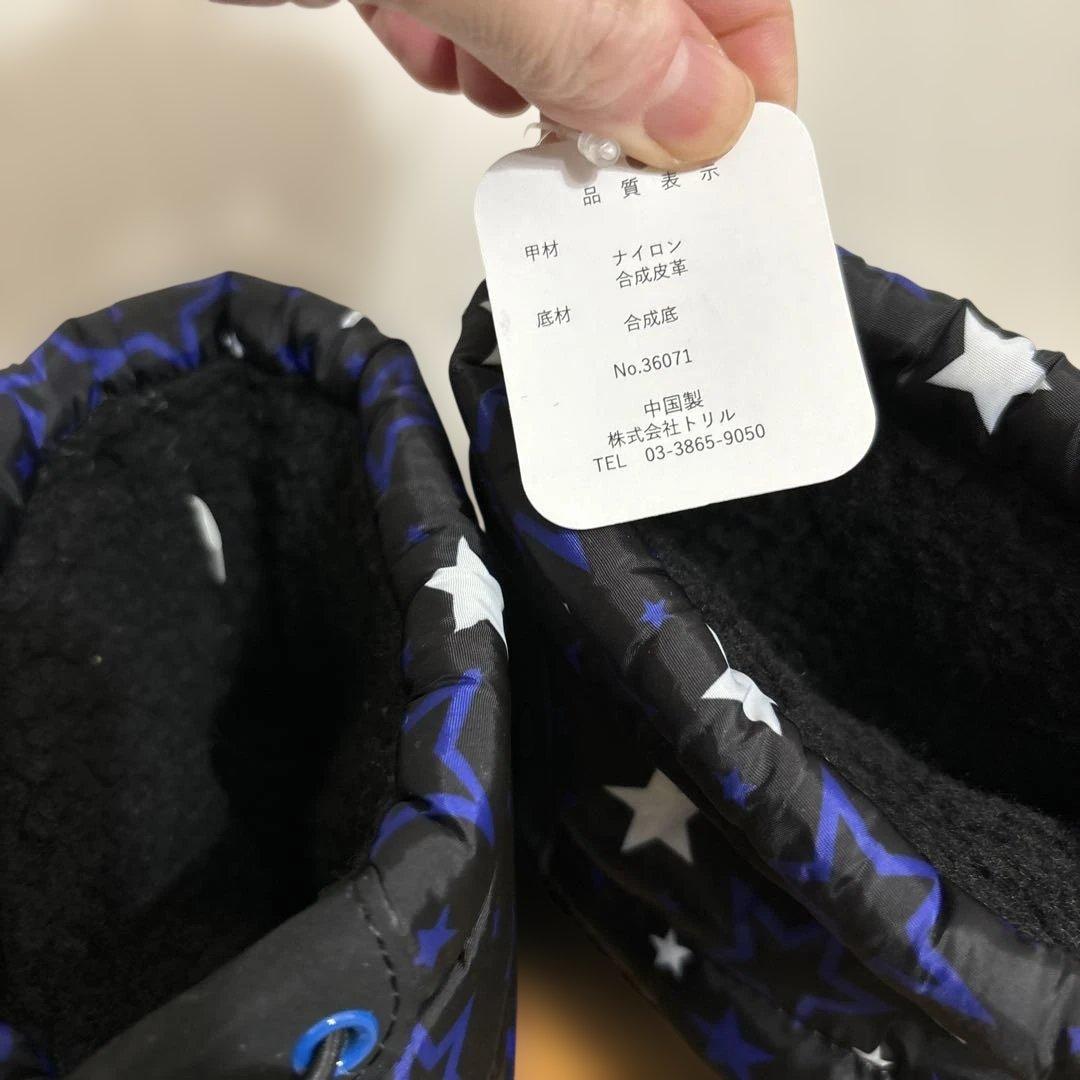 品質表示
甲材 ナイロン
合成皮革
底材 合成底
No.36071
中国製
株式会社トリル
TEL 03-3865-9050